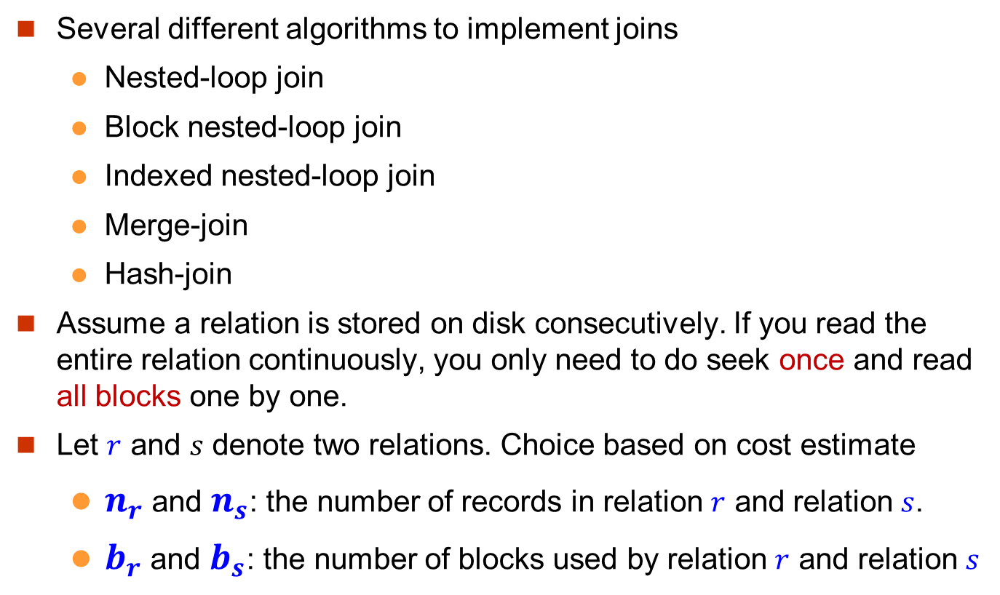 Several different algorithms to implement joins
Nested-loop join
Block nested-loop join
Indexed nested-loop join
Merge-join
Hash-join
Assume a relation is stored on disk consecutively. If you read the
entire relation continuously, you only need to do seek once and read
all blocks one by one.
Let r and s denote two relations. Choice based on cost estimate
n_r and n_s: the number of records in relation r and relation s.
b_r and b_s: the number of blocks used by relation r and relation s